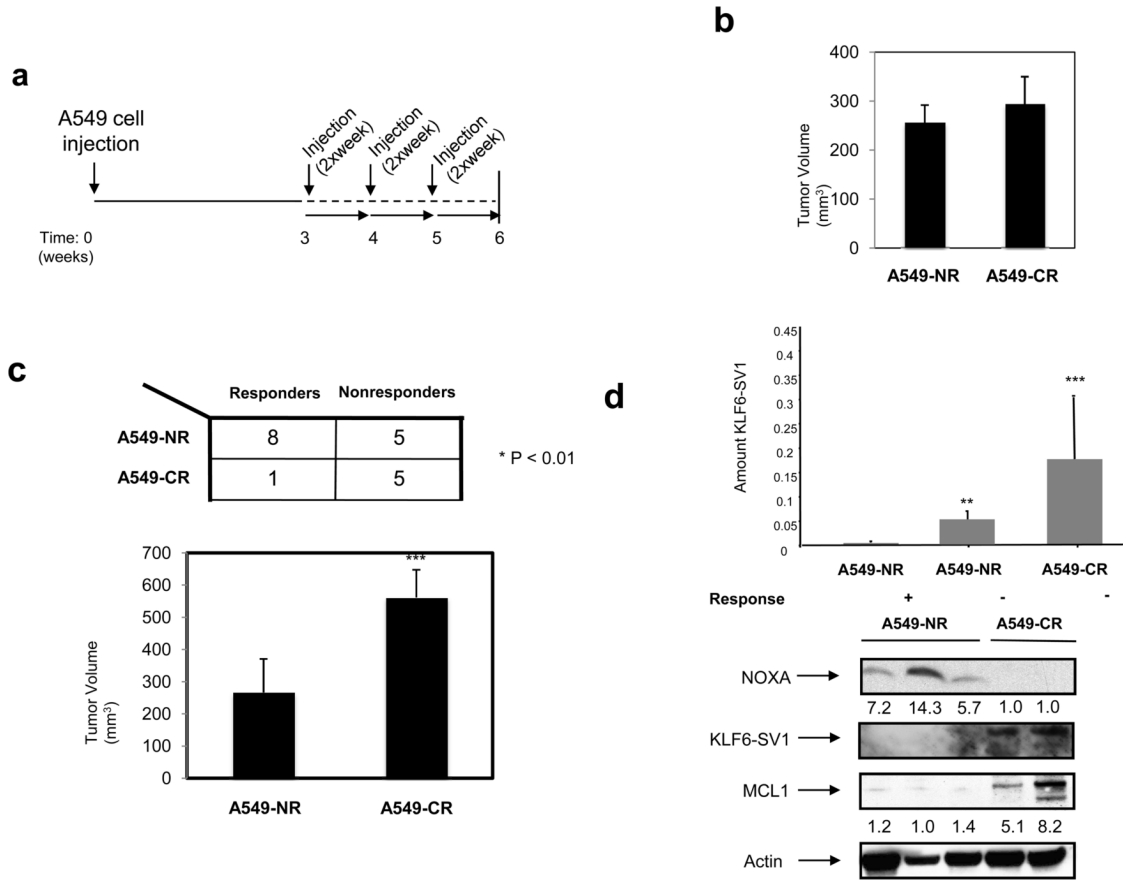 a
A549 cell
injection
Injection
(2xweek)
Injection
(2xweek)
Injection
(2xweek)
Time: 0
(weeks)
3
4
5
6
b
Tumor Volume
(mm3)
400
300
200
100
0
A549-NR
A549-CR
c
Responders
Nonresponders
A549-NR
8
5
A549-CR
1
5
* P < 0.01
Tumor Volume
(mm3)
700
600
500
400
300
200
100
0
***
A549-NR
A549-CR
d
Amount KLF6-SV1
0.45
0.4
0.35
0.3
0.25
0.2
0.15
0.1
0.05
0
**
***
A549-NR
A549-NR
A549-CR
Response
+
-
-
A549-NR
A549-CR
NOXA
7.2 14.3 5.7 1.0 1.0
KLF6-SV1
MCL1
1.2 1.0 1.4 5.1 8.2
Actin